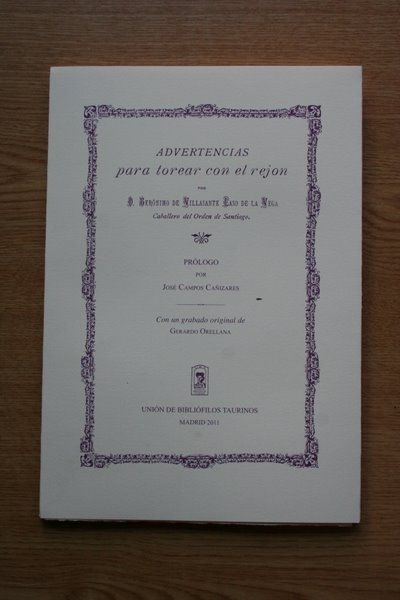 ADVERTENCIAS
para torear con el rejon
POR
D. Gerónimo de Villasante Laso de la Vega
Caballero del Orden de Santiago.
PRÓLOGO
POR
JOSÉ CAMPOS CAÑIZARES
Con un grabado original de
GERARDO ORELLANA
UNIÓN DE BIBLIÓFILOS TAURINOS
MADRID 2011